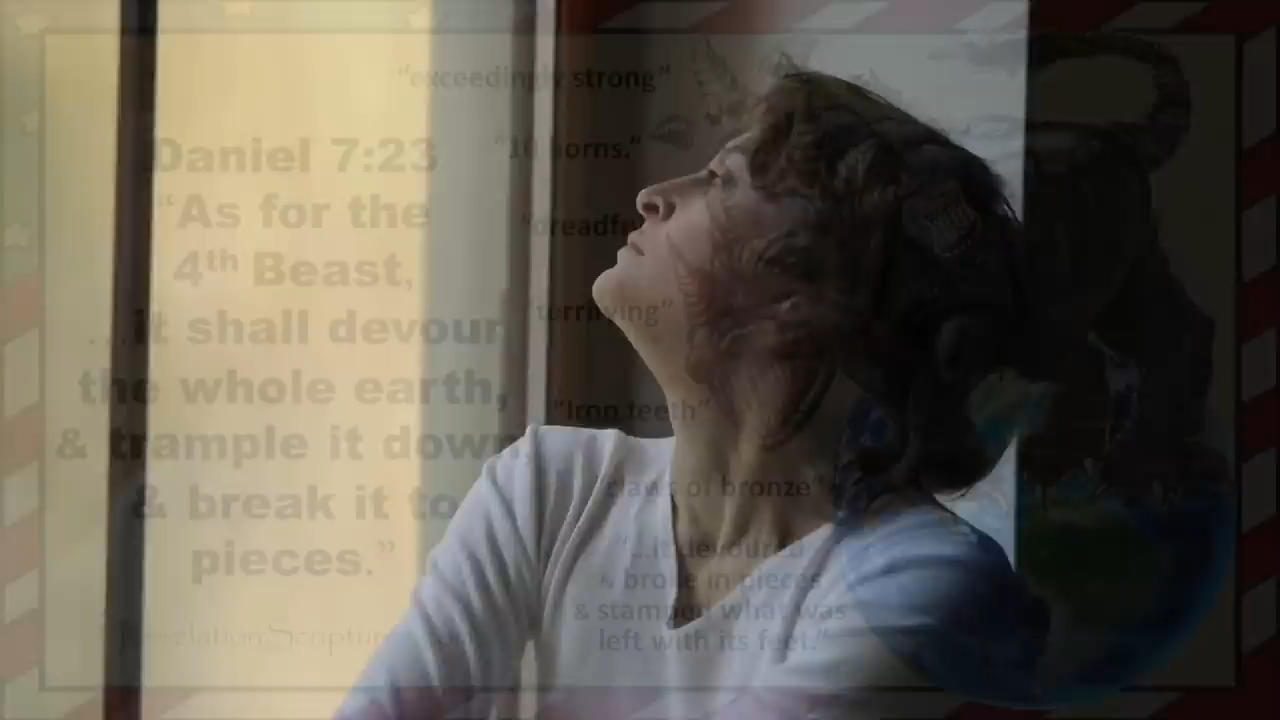 Daniel 7:23
“As for the
4th Beast,
...it shall devour
the whole earth,
& trample it down
& break it to
pieces.”
RevelationScriptures
“exceedingly strong”
“10 horns.”
“dreadful
“terrifying”
“Iron teeth”
claws of bronze”
“...it devoured
& broke in pieces
& stamped what was
left with its feet.”